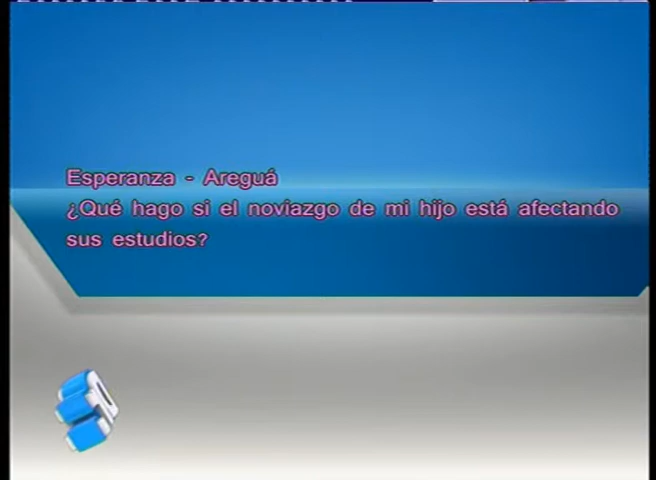 Esperanza - Areguá
¿Qué hago si el noviazgo de mi hijo está afectando
sus estudios?